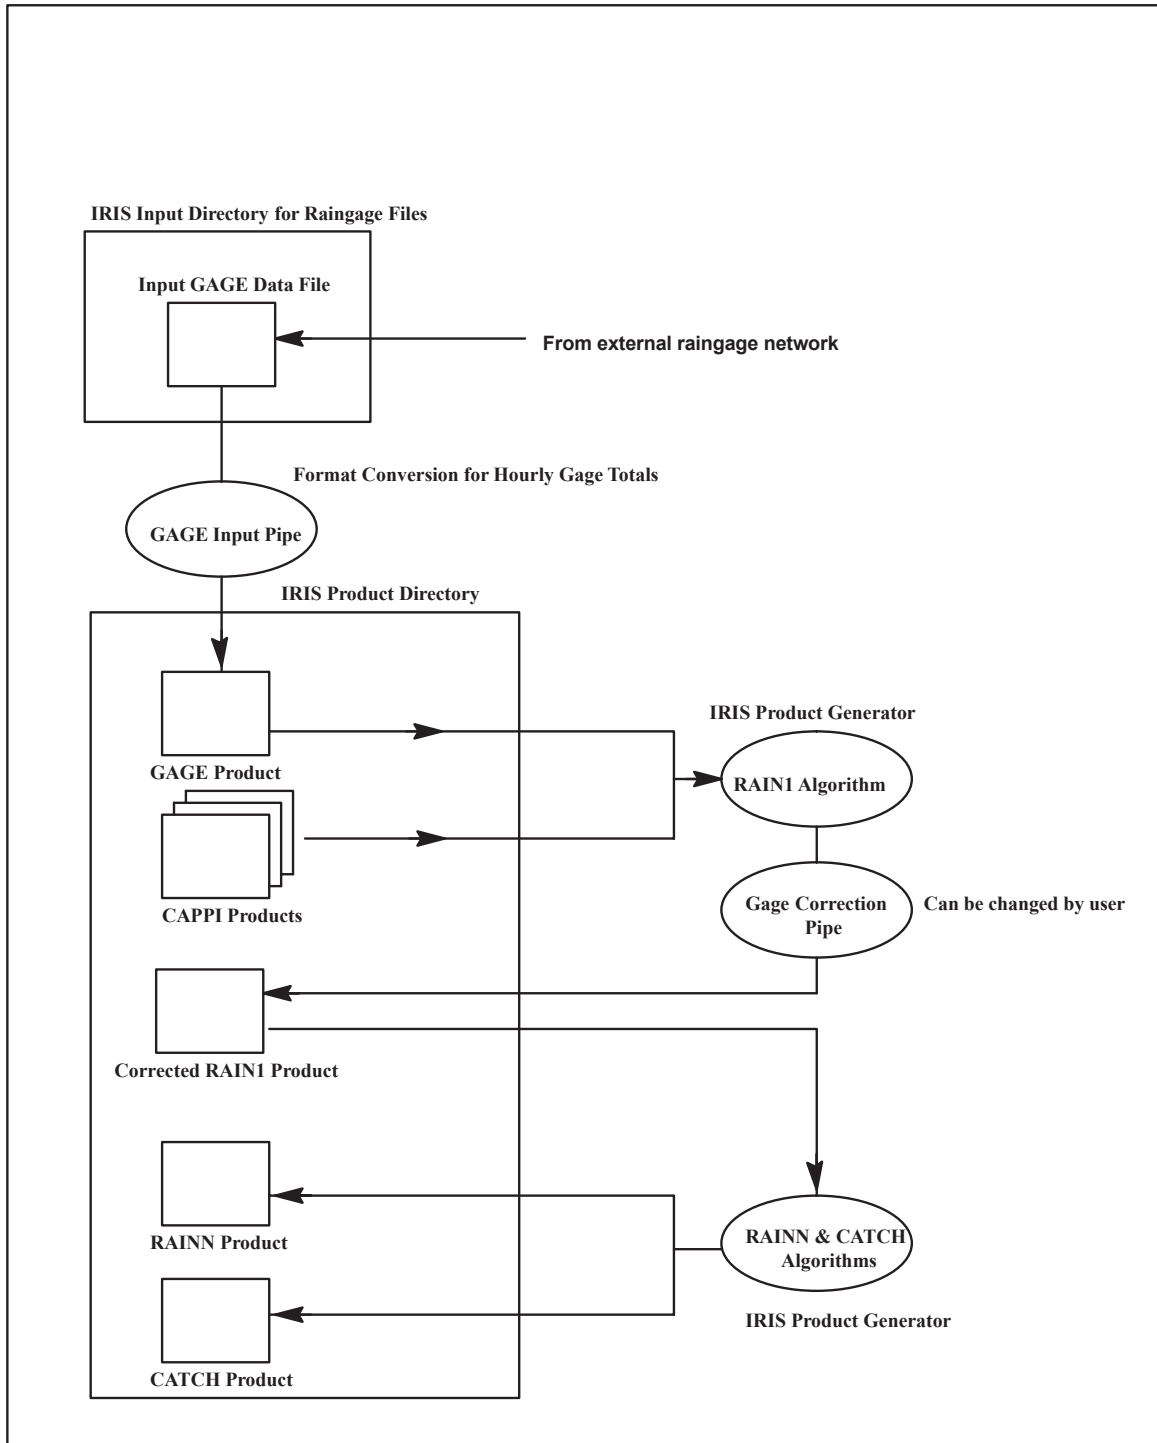 IRIS Input Directory for Raingage Files
Input GAGE Data File
From external raingage network
Format Conversion for Hourly Gage Totals
GAGE Input Pipe
IRIS Product Directory
IRIS Product Generator
GAGE Product
RAIN1 Algorithm
CAPPI Products
Gage Correction
Pipe
Can be changed by user
Corrected RAIN1 Product
RAINN Product
RAINN & CATCH
Algorithms
IRIS Product Generator
CATCH Product